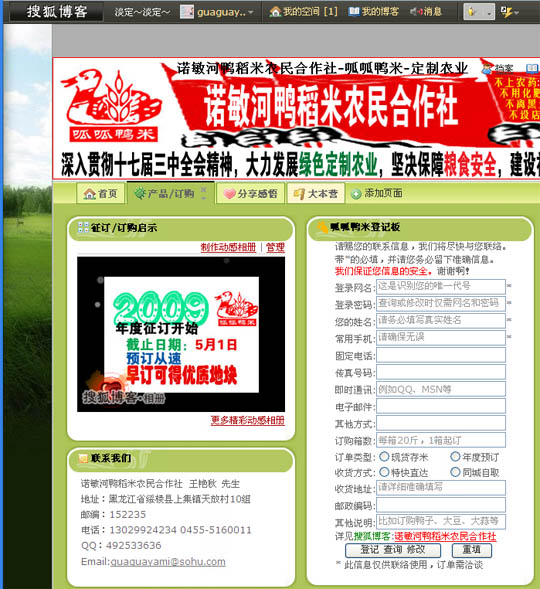 搜狐博客 淡定～淡定～ guaguay.. 我的空间 [1] 我的博客 消息
诺敏河鸭稻米农民合作社-呱呱鸭米-定制农业 档案
诺敏河鸭稻米农民合作社
呱呱鸭米
不上农药
不用化肥
不离黑
不设店
深入贯彻十七届三中全会精神，大力发展绿色定制农业，坚决保障粮食安全，建设
首页 产品/订购 分享感悟 大本营 添加页面
征订/订购启示
制作动感相册 | 管理
2009
年度征订开始
截止日期：5月1日
预订从速
早订可得优质地块
呱呱鸭米
搜狐博客·相册
更多精彩动感相册
联系我们
诺敏河鸭稻米农民合作社 王艳秋 先生
地址：黑龙江省绥棱县上集镇天放村10组
邮编：152235
电话：13029924234 0455-5160011
QQ：492533636
Email:guaguayami@sohu.com
呱呱鸭米登记板
请赐您的联系信息，我们将尽快与您联络。
带*的必填，并请您务必留下准确信息。
我们保证您信息的安全。谢谢啊!
登录网名: 这是识别您的唯一代号 *
登录密码: 查询或修改时仅需网名和密码 *
您的姓名: 请务必填写真实姓名 *
常用手机: 请确保无误 *
固定电话:
传真号码:
即时通讯: 例如QQ、MSN等
电子邮件:
其他方式:
订购箱数: 每箱20斤，1箱起订
订单类型: 现货存米 年度预订
收货方式: 特快直达 同城自取
收货地址: 请详细准确填写
邮政编码:
其他说明: 比如订购鸭子、大豆、大蒜等
详见搜狐博客:诺敏河鸭稻米农民合作社
登记 查询 修改 重填
* 此信息仅供联络使用，订单需洽谈